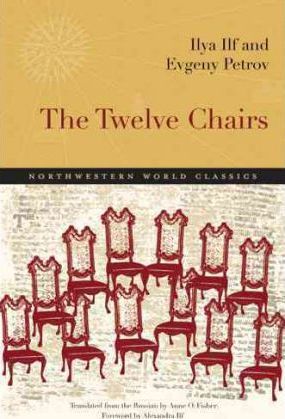 Ilya Ilf and
Evgeny Petrov
The Twelve Chairs
NORTHWESTERN WORLD CLASSICS
Translated from the Russian by Anne O. Fisher
Foreword by Alexandra Ilf